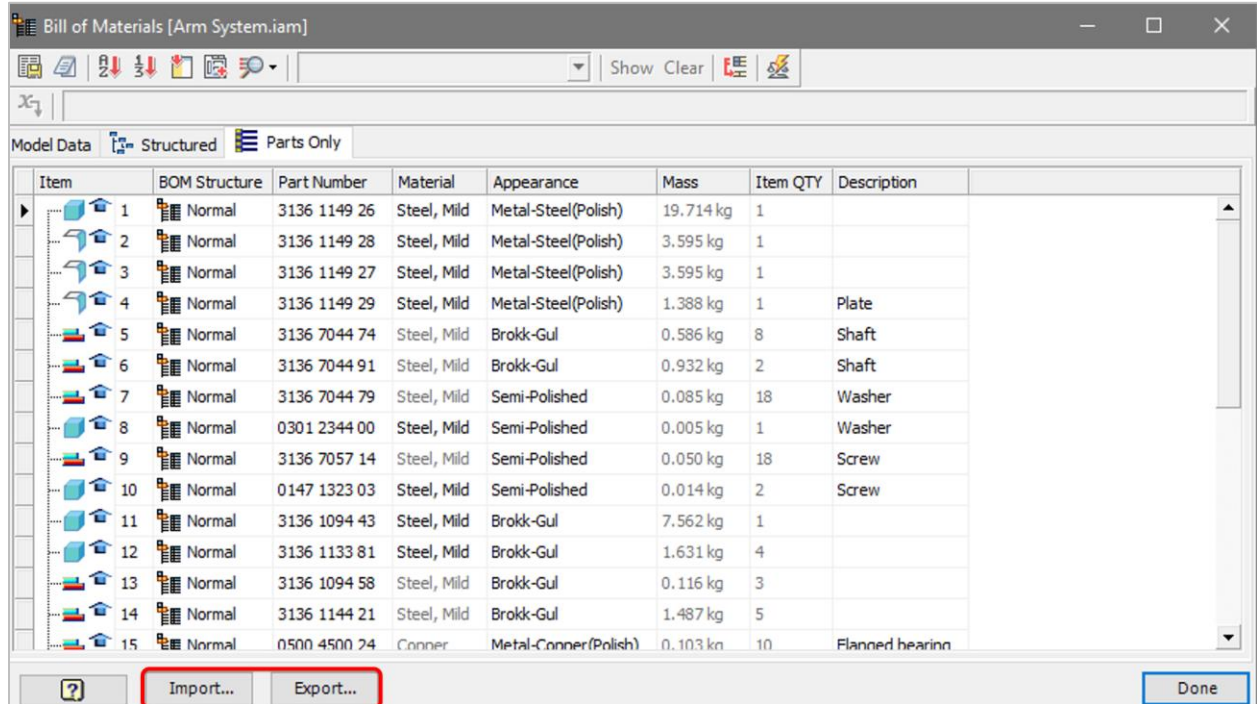 Bill of Materials [Arm System.iam]
Show Clear
Model Data Structured Parts Only
Item BOM Structure Part Number Material Appearance Mass Item QTY Description
1 Normal 3136 1149 26 Steel, Mild Metal-Steel(Polish) 19.714 kg 1
2 Normal 3136 1149 28 Steel, Mild Metal-Steel(Polish) 3.595 kg 1
3 Normal 3136 1149 27 Steel, Mild Metal-Steel(Polish) 3.595 kg 1
4 Normal 3136 1149 29 Steel, Mild Metal-Steel(Polish) 1.388 kg 1 Plate
5 Normal 3136 7044 74 Steel, Mild Brokk-Gul 0.586 kg 8 Shaft
6 Normal 3136 7044 91 Steel, Mild Brokk-Gul 0.932 kg 2 Shaft
7 Normal 3136 7044 79 Steel, Mild Semi-Polished 0.085 kg 18 Washer
8 Normal 0301 2344 00 Steel, Mild Semi-Polished 0.005 kg 1 Washer
9 Normal 3136 7057 14 Steel, Mild Semi-Polished 0.050 kg 18 Screw
10 Normal 0147 1323 03 Steel, Mild Semi-Polished 0.014 kg 2 Screw
11 Normal 3136 1094 43 Steel, Mild Brokk-Gul 7.562 kg 1
12 Normal 3136 1133 81 Steel, Mild Brokk-Gul 1.631 kg 4
13 Normal 3136 1094 58 Steel, Mild Brokk-Gul 0.116 kg 3
14 Normal 3136 1144 21 Steel, Mild Brokk-Gul 1.487 kg 5
15 Normal 0500 4500 24 Copper Metal-Copper(Polish) 0.103 kg 10 Flanged bearing
Import... Export... Done